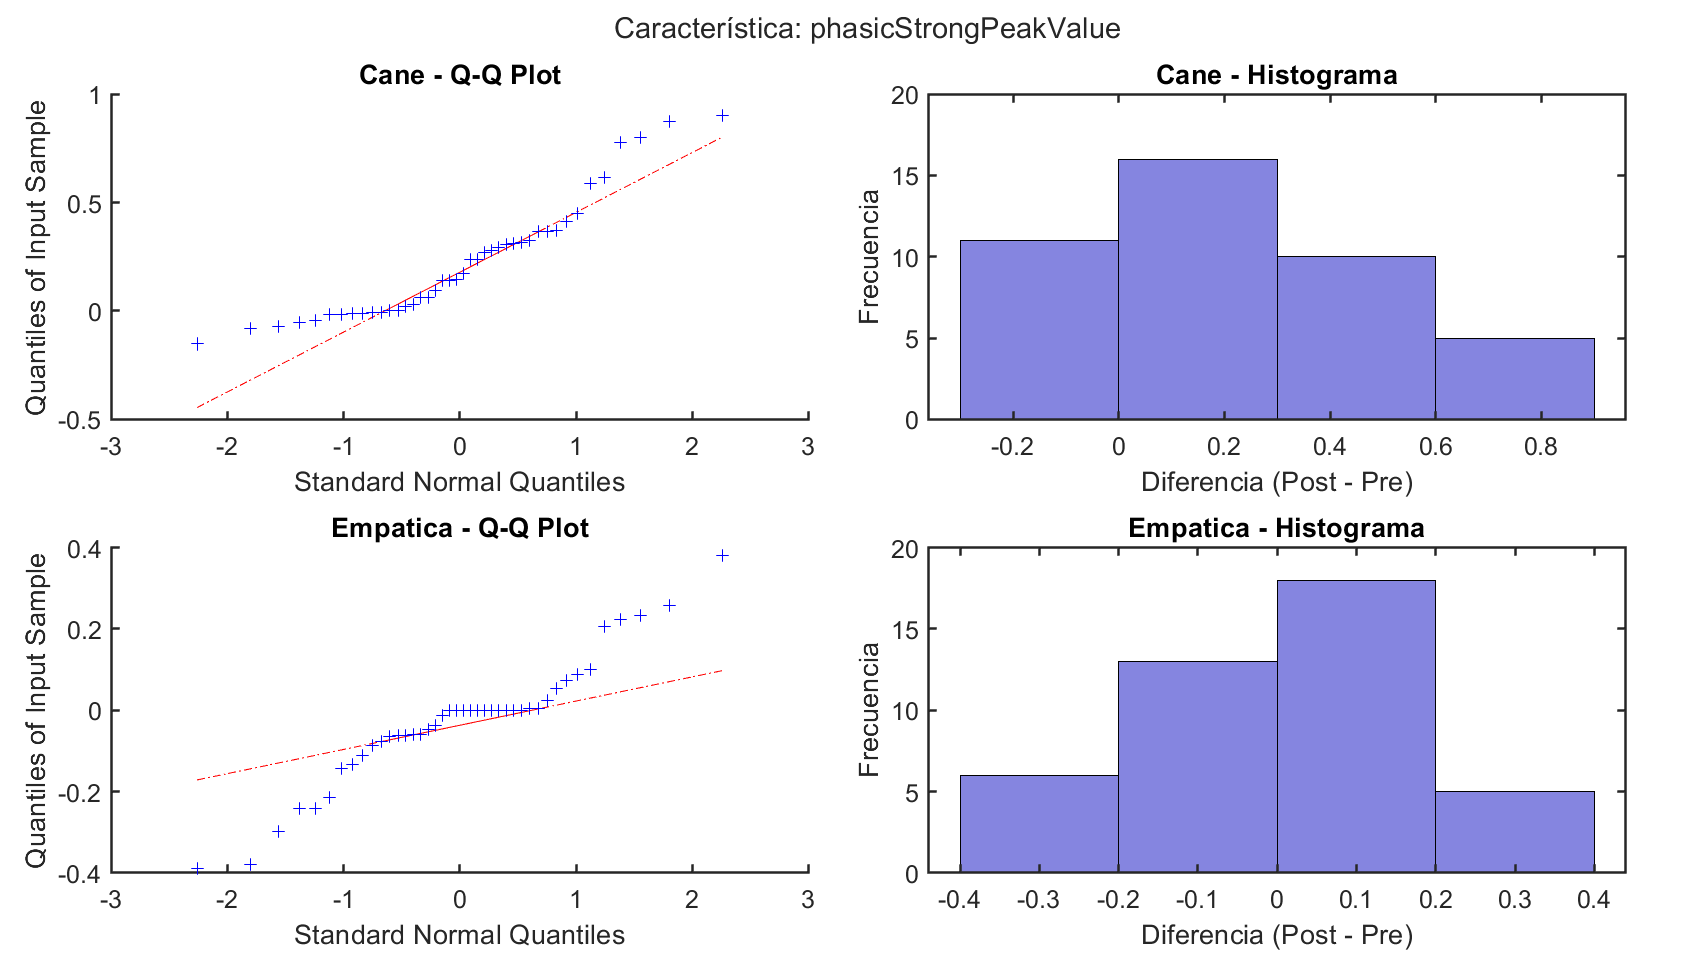 Característica: phasicStrongPeakValue
Cane - Q-Q Plot
Quantiles of Input Sample
1
0.5
0
-0.5
-3 -2 -1 0 1 2 3
Standard Normal Quantiles
Cane - Histograma
Frecuencia
20
15
10
5
0
-0.2 0 0.2 0.4 0.6 0.8
Diferencia (Post - Pre)
Empatica - Q-Q Plot
Quantiles of Input Sample
0.4
0.2
0
-0.2
-0.4
-3 -2 -1 0 1 2 3
Standard Normal Quantiles
Empatica - Histograma
Frecuencia
20
15
10
5
0
-0.4 -0.3 -0.2 -0.1 0 0.1 0.2 0.3 0.4
Diferencia (Post - Pre)